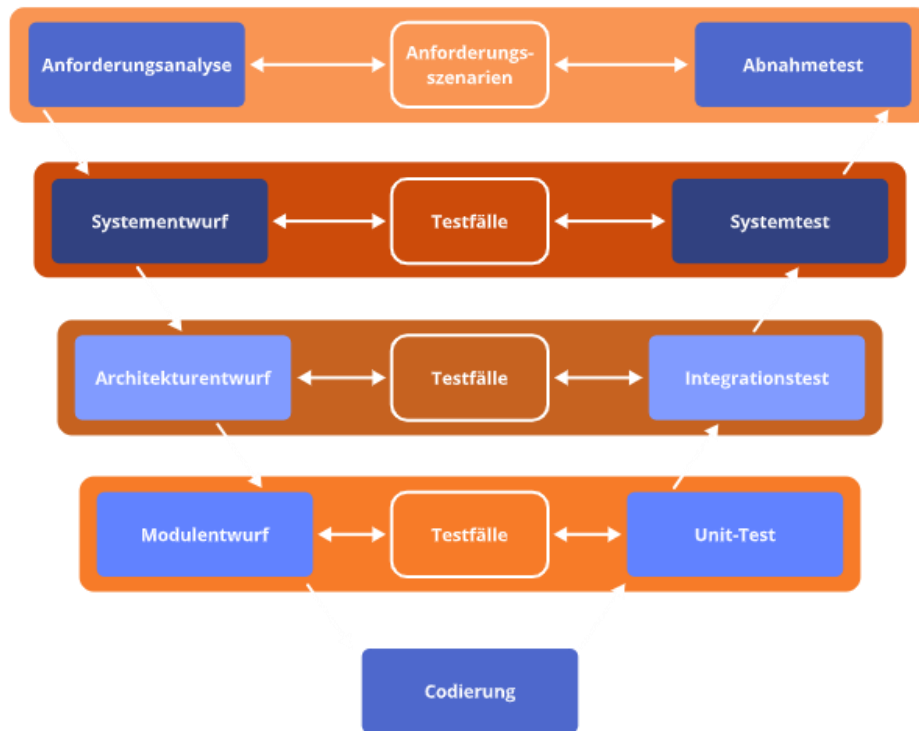 Anforderungsanalyse
Anforderungs-
szenarien
Abnahmetest
Systementwurf
Testfälle
Systemtest
Architekturentwurf
Testfälle
Integrationstest
Modulentwurf
Testfälle
Unit-Test
Codierung